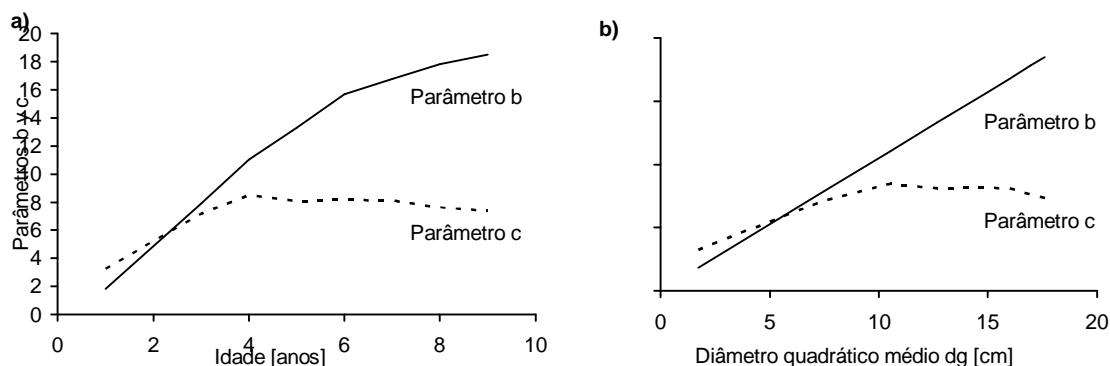 a)
20
18
16
14
12
10
8
6
4
2
0
Parâmetros b y c
Parâmetro b
Parâmetro c
0 2 4 6 8 10
Idade [anos]
b)
Parâmetro b
Parâmetro c
0 5 10 15 20
Diâmetro quadrático médio dg [cm]